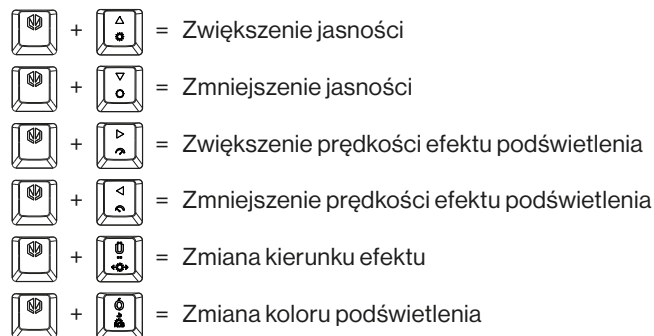 + = Zwiększenie jasności
+ = Zmniejszenie jasności
+ = Zwiększenie prędkości efektu podświetlenia
+ = Zmniejszenie prędkości efektu podświetlenia
+ = Zmiana kierunku efektu
+ = Zmiana koloru podświetlenia